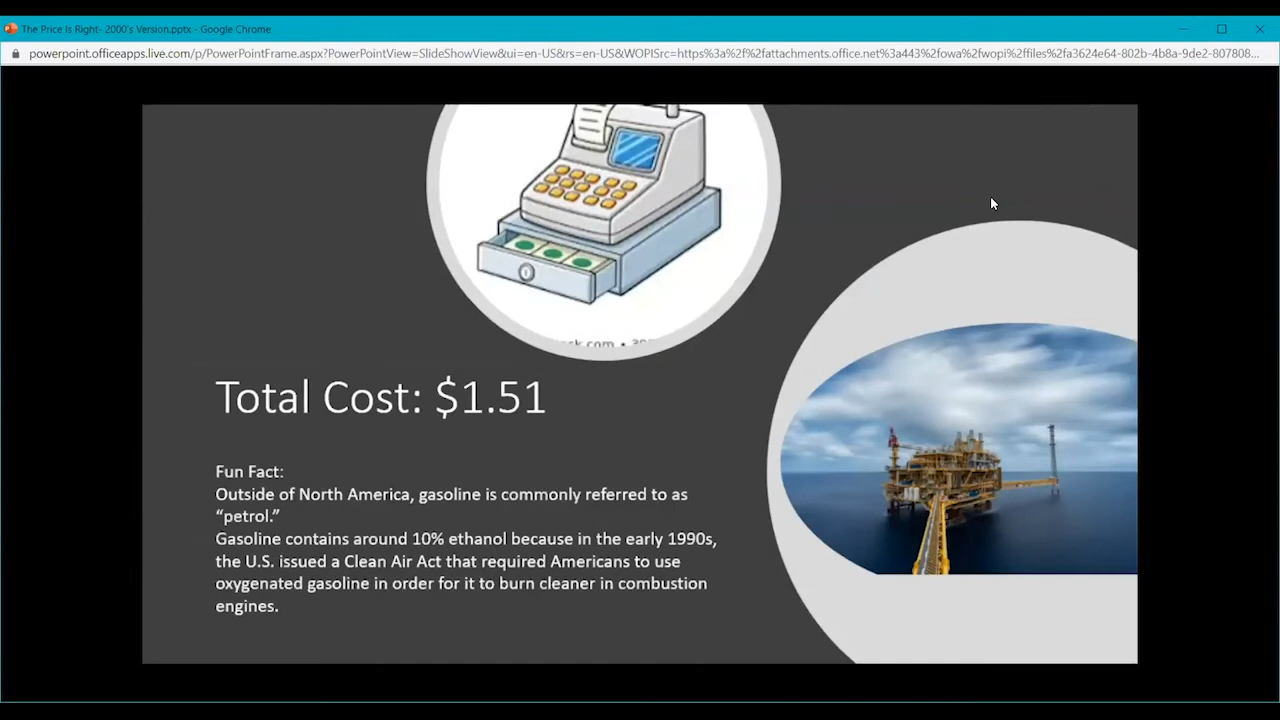 The Price Is Right- 2000's Version.pptx - Google Chrome
powerpoint.officeapps.live.com/p/PowerPointFrame.aspx?PowerPointView=SlideShowView&ui=en-US&rs=en-US&WOPISrc=https%3a%2f%2fattachments.office.net%3a443%2fowa%2fwopi%2ffiles%2fa3624e64-802b-4b8a-9de2-807808...
Total Cost: $1.51
Fun Fact:
Outside of North America, gasoline is commonly referred to as
“petrol.”
Gasoline contains around 10% ethanol because in the early 1990s,
the U.S. issued a Clean Air Act that required Americans to use
oxygenated gasoline in order for it to burn cleaner in combustion
engines.